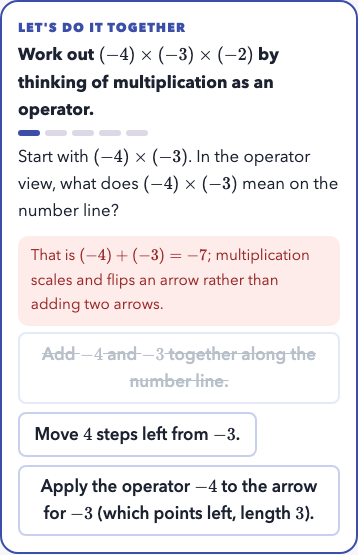 LET'S DO IT TOGETHER
Work out (−4) × (−3) × (−2) by
thinking of multiplication as an
operator.
Start with (−4) × (−3). In the operator
view, what does (−4) × (−3) mean on the
number line?
That is (−4) + (−3) = −7; multiplication
scales and flips an arrow rather than
adding two arrows.
Add −4 and −3 together along the
number line.
Move 4 steps left from −3.
Apply the operator −4 to the arrow
for −3 (which points left, length 3).